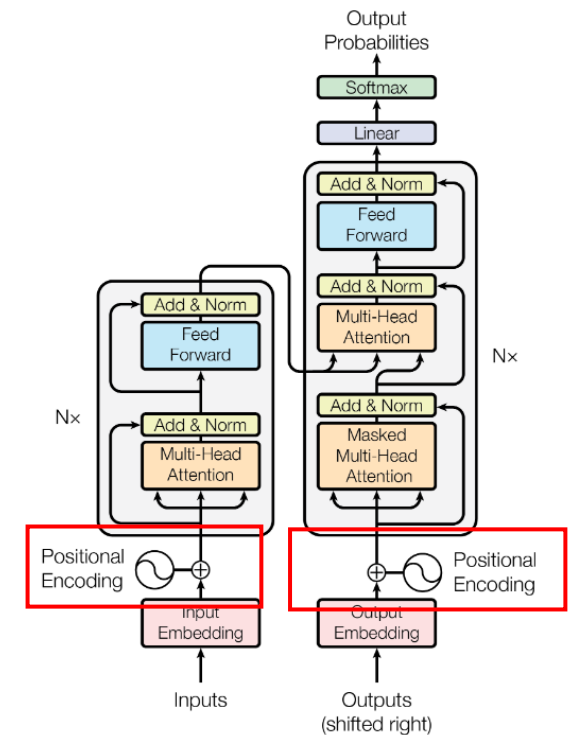 Output
Probabilities
Softmax
Linear
Add & Norm
Feed
Forward
Add & Norm
Multi-Head
Attention
Add & Norm
Masked
Multi-Head
Attention
Nx
Add & Norm
Feed
Forward
Add & Norm
Multi-Head
Attention
Nx
Positional
Encoding
Positional
Encoding
Input
Embedding
Output
Embedding
Inputs
Outputs
(shifted right)